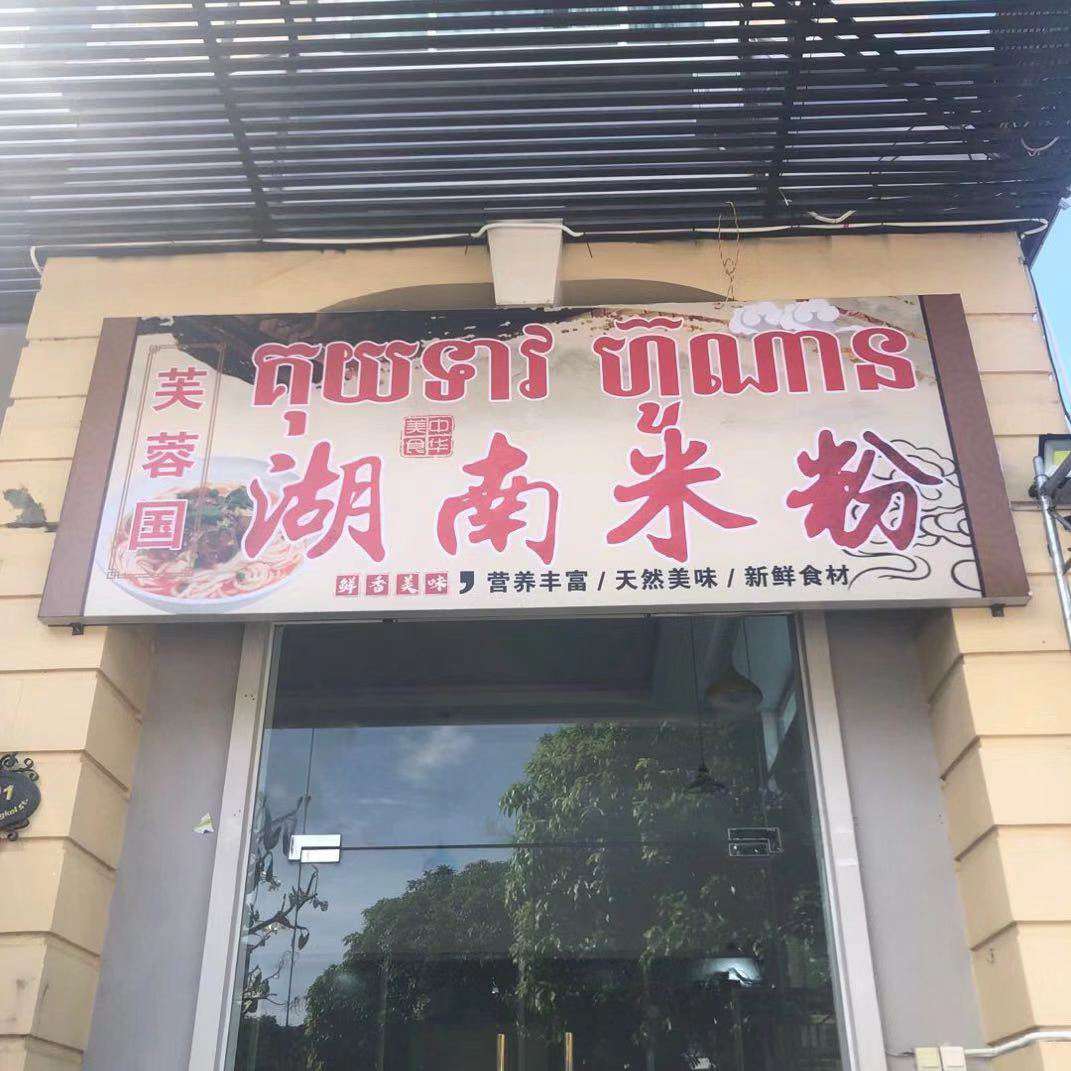 芙蓉国
គុយទាវ ហ៊ូណាន
中华美食
湖南米粉
鲜香美味，营养丰富/天然美味/新鲜食材
1